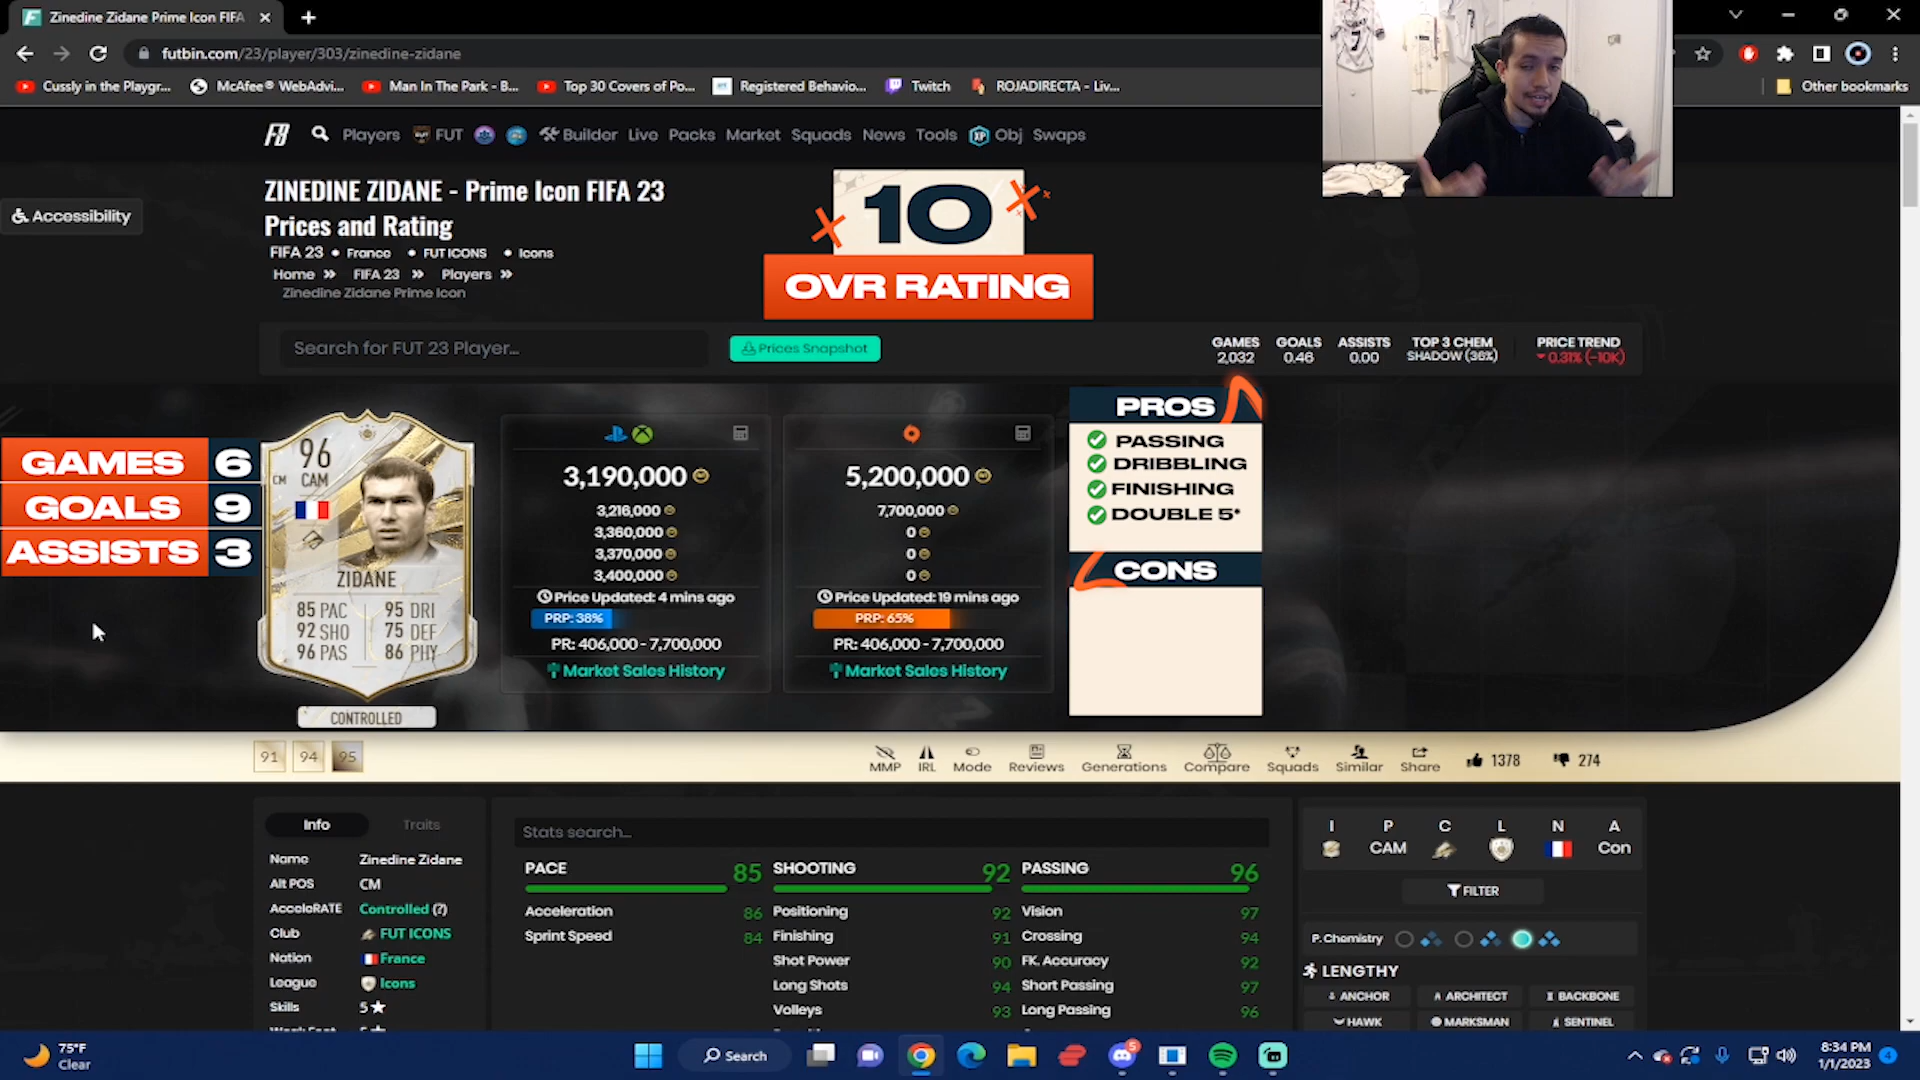 Zinedine Zidane Prime Icon FIFA
futbin.com/23/player/303/zinedine-zidane
Cussly in the Playgr...
McAfee® WebAdvi...
Man In The Park - B...
Top 30 Covers of Po...
Registered Behavio...
Twitch
ROJADIRECTA - Liv...
Other bookmarks
Players
FUT
Builder
Live
Packs
Market
Squads
News
Tools
XP
Obj
Swaps
Accessibility
ZINEDINE ZIDANE - Prime Icon FIFA 23
Prices and Rating
FIFA 23 • France • FUT ICONS • Icons
Home » FIFA 23 » Players »
Zinedine Zidane Prime Icon
10
OVR RATING
Search for FUT 23 Player...
Prices Snapshot
GAMES
2,032
GOALS
0.46
ASSISTS
0.00
TOP 3 CHEM
SHADOW (36%)
PRICE TREND
0.31% (-10K)
GAMES 6
GOALS 9
ASSISTS 3
96
CM CAM
ZIDANE
85 PAC 95 DRI
92 SHO 75 DEF
96 PAS 86 PHY
CONTROLLED
3,190,000
3,216,000
3,360,000
3,370,000
3,400,000
Price Updated: 4 mins ago
PRP: 38%
PR: 406,000 - 7,700,000
Market Sales History
5,200,000
7,700,000
0
0
0
Price Updated: 19 mins ago
PRP: 65%
PR: 406,000 - 7,700,000
Market Sales History
PROS
PASSING
DRIBBLING
FINISHING
DOUBLE 5*
CONS
91 94 95
MMP
IRL
Mode
Reviews
Generations
Compare
Squads
Similar
Share
1378
274
Info
Traits
Name Zinedine Zidane
Alt POS CM
AcceleRATE Controlled (?)
Club FUT ICONS
Nation France
League Icons
Skills 5
Stats search...
PACE 85
Acceleration 86
Sprint Speed 84
SHOOTING 92
Positioning 92
Finishing 91
Shot Power 90
Long Shots 94
Volleys 93
PASSING 96
Vision 97
Crossing 94
FK. Accuracy 92
Short Passing 97
Long Passing 96
I P C L N A
CAM Con
FILTER
P. Chemistry
LENGTHY
ANCHOR ARCHITECT BACKBONE
HAWK MARKSMAN SENTINEL
75°F
Clear
Search
5
8:34 PM
1/1/2023
4